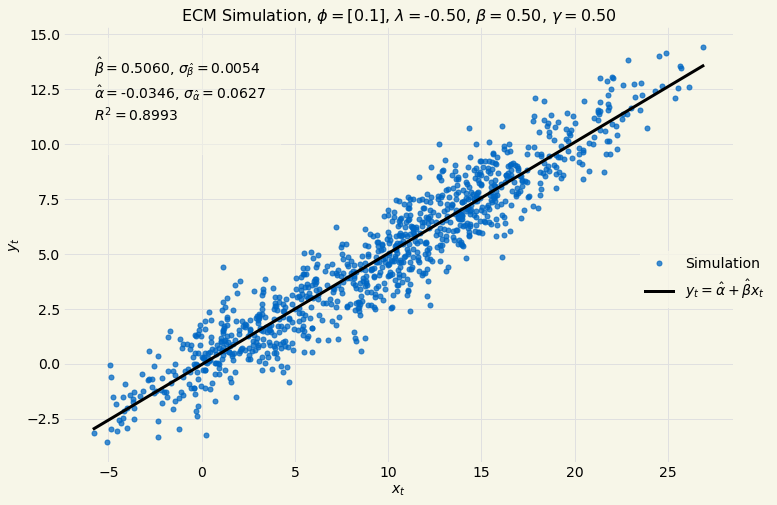 ECM Simulation, ϕ = [0.1], λ = -0.50, β = 0.50, γ = 0.50
β̂ = 0.5060, σ_β̂ = 0.0054
α̂ = -0.0346, σ_α̂ = 0.0627
R² = 0.8993
15.0
12.5
10.0
7.5
5.0
2.5
0.0
−2.5
y_t
Simulation
y_t = α̂ + β̂x_t
−5 0 5 10 15 20 25
x_t